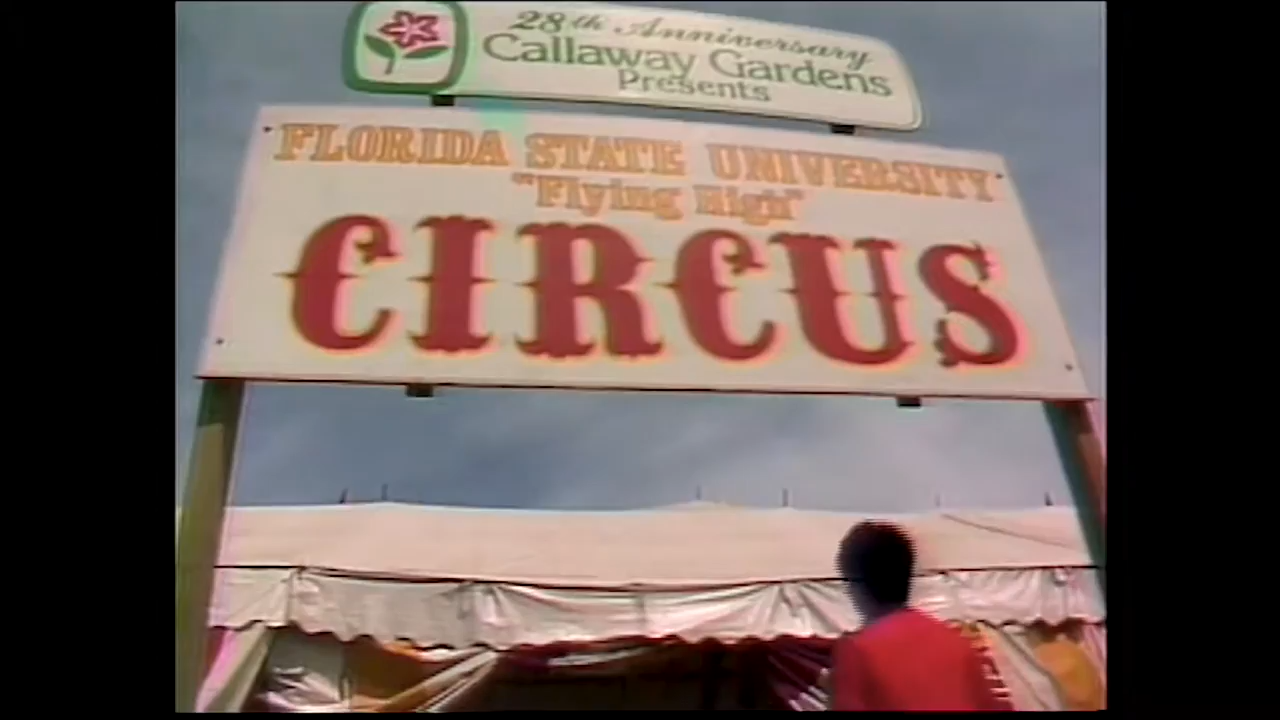 28th Anniversary
Callaway Gardens
Presents
FLORIDA STATE UNIVERSITY
"Flying High"
CIRCUS